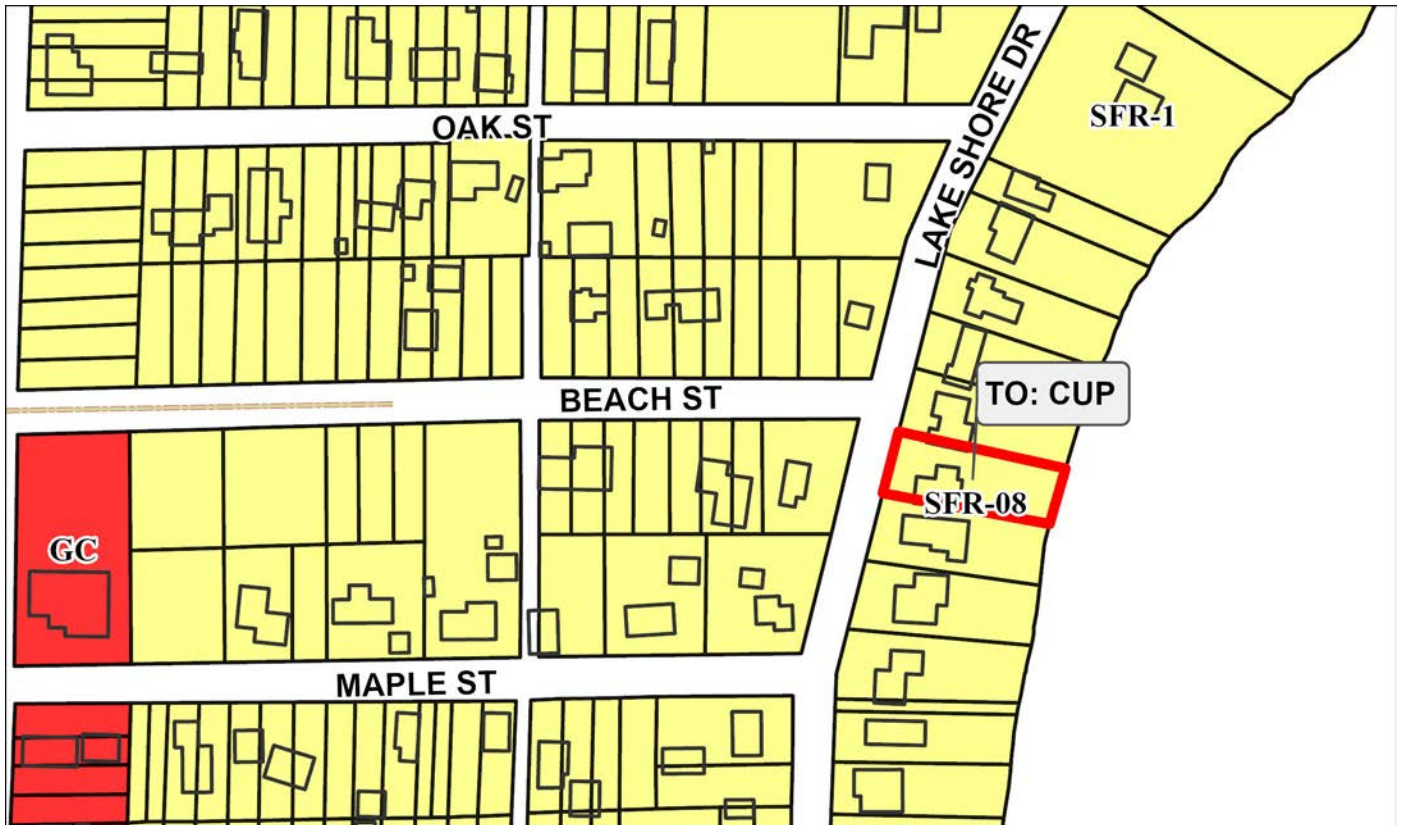 SFR-1
OAK ST
LAKE SHORE DR
BEACH ST
TO: CUP
SFR-08
GC
MAPLE ST